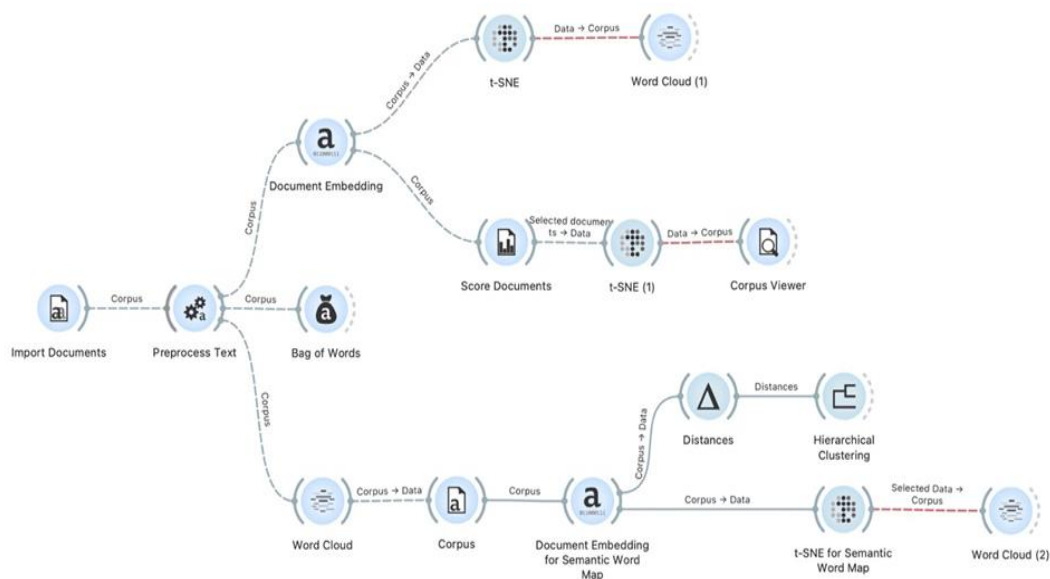 Data → Corpus
t-SNE
Word Cloud (1)
Corpus → Data
a
Document Embedding
Corpus
Corpus
Selected documen
ts → Data
Data → Corpus
Score Documents
t-SNE (1)
Corpus Viewer
Corpus
Corpus
a
a
a
Import Documents
Preprocess Text
Bag of Words
Corpus
Distances
Δ
Corpus → Data
Distances
Hierarchical
Clustering
Corpus → Data
Corpus
Corpus → Data
Selected Data →
Corpus
a
a
Word Cloud
Corpus
Document Embedding
for Semantic Word
Map
t-SNE for Semantic
Word Map
Word Cloud (2)